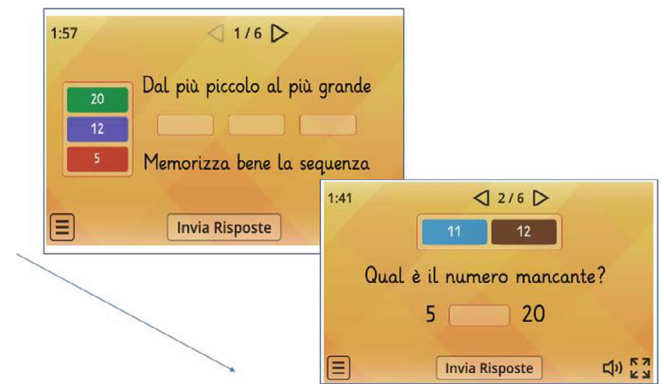 1:57
1 / 6
20
12
5
Dal più piccolo al più grande
Memorizza bene la sequenza
Invia Risposte
1:41
2 / 6
11 12
Qual è il numero mancante?
5 20
Invia Risposte